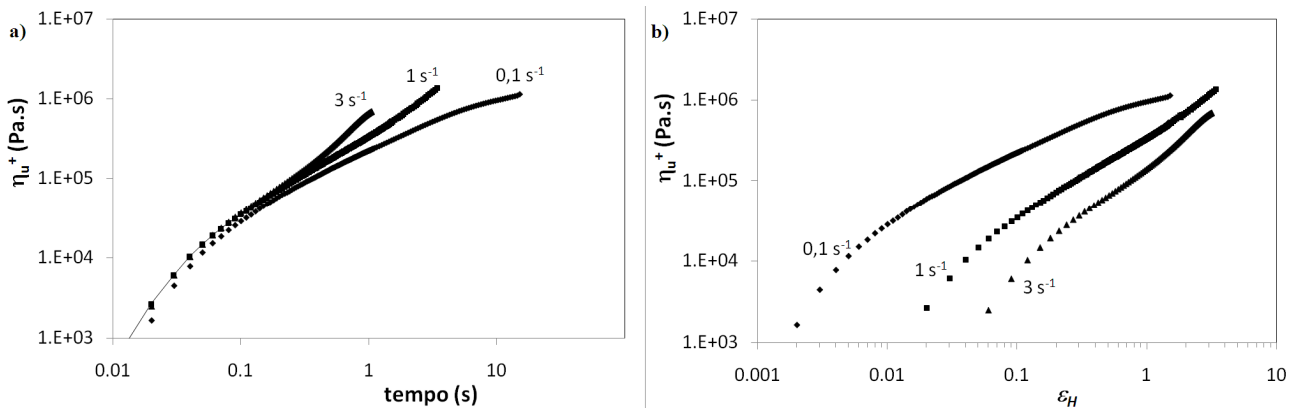 a)
1.E+07
1.E+06
1.E+05
1.E+04
1.E+03
ηu+ (Pa.s)
3 s-1
1 s-1
0,1 s-1
0.01
0.1
1
10
tempo (s)
b)
1.E+07
1.E+06
1.E+05
1.E+04
1.E+03
ηu+ (Pa.s)
0,1 s-1
1 s-1
3 s-1
0.001
0.01
0.1
1
10
εH